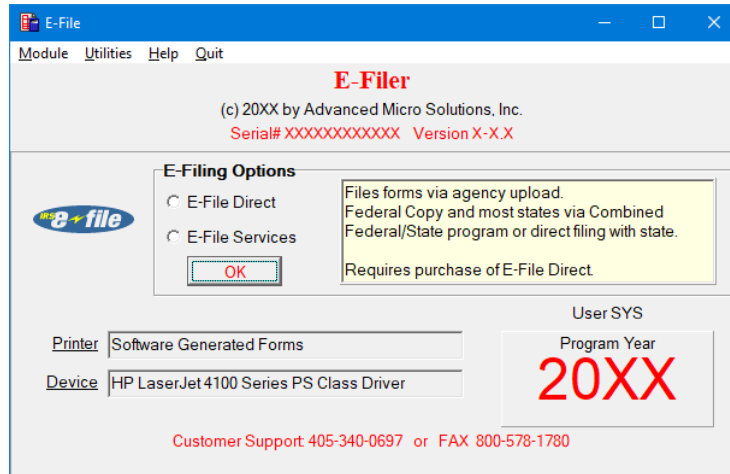 E-File
Module Utilities Help Quit
E-Filer
(c) 20XX by Advanced Micro Solutions, Inc.
Serial# XXXXXXXXXXXX Version X-X.X
E-Filing Options
IRS e-file
E-File Direct
E-File Services
OK
Files forms via agency upload.
Federal Copy and most states via Combined
Federal/State program or direct filing with state.
Requires purchase of E-File Direct.
User SYS
Printer Software Generated Forms
Device HP LaserJet 4100 Series PS Class Driver
Program Year
20XX
Customer Support: 405-340-0697 or FAX 800-578-1780